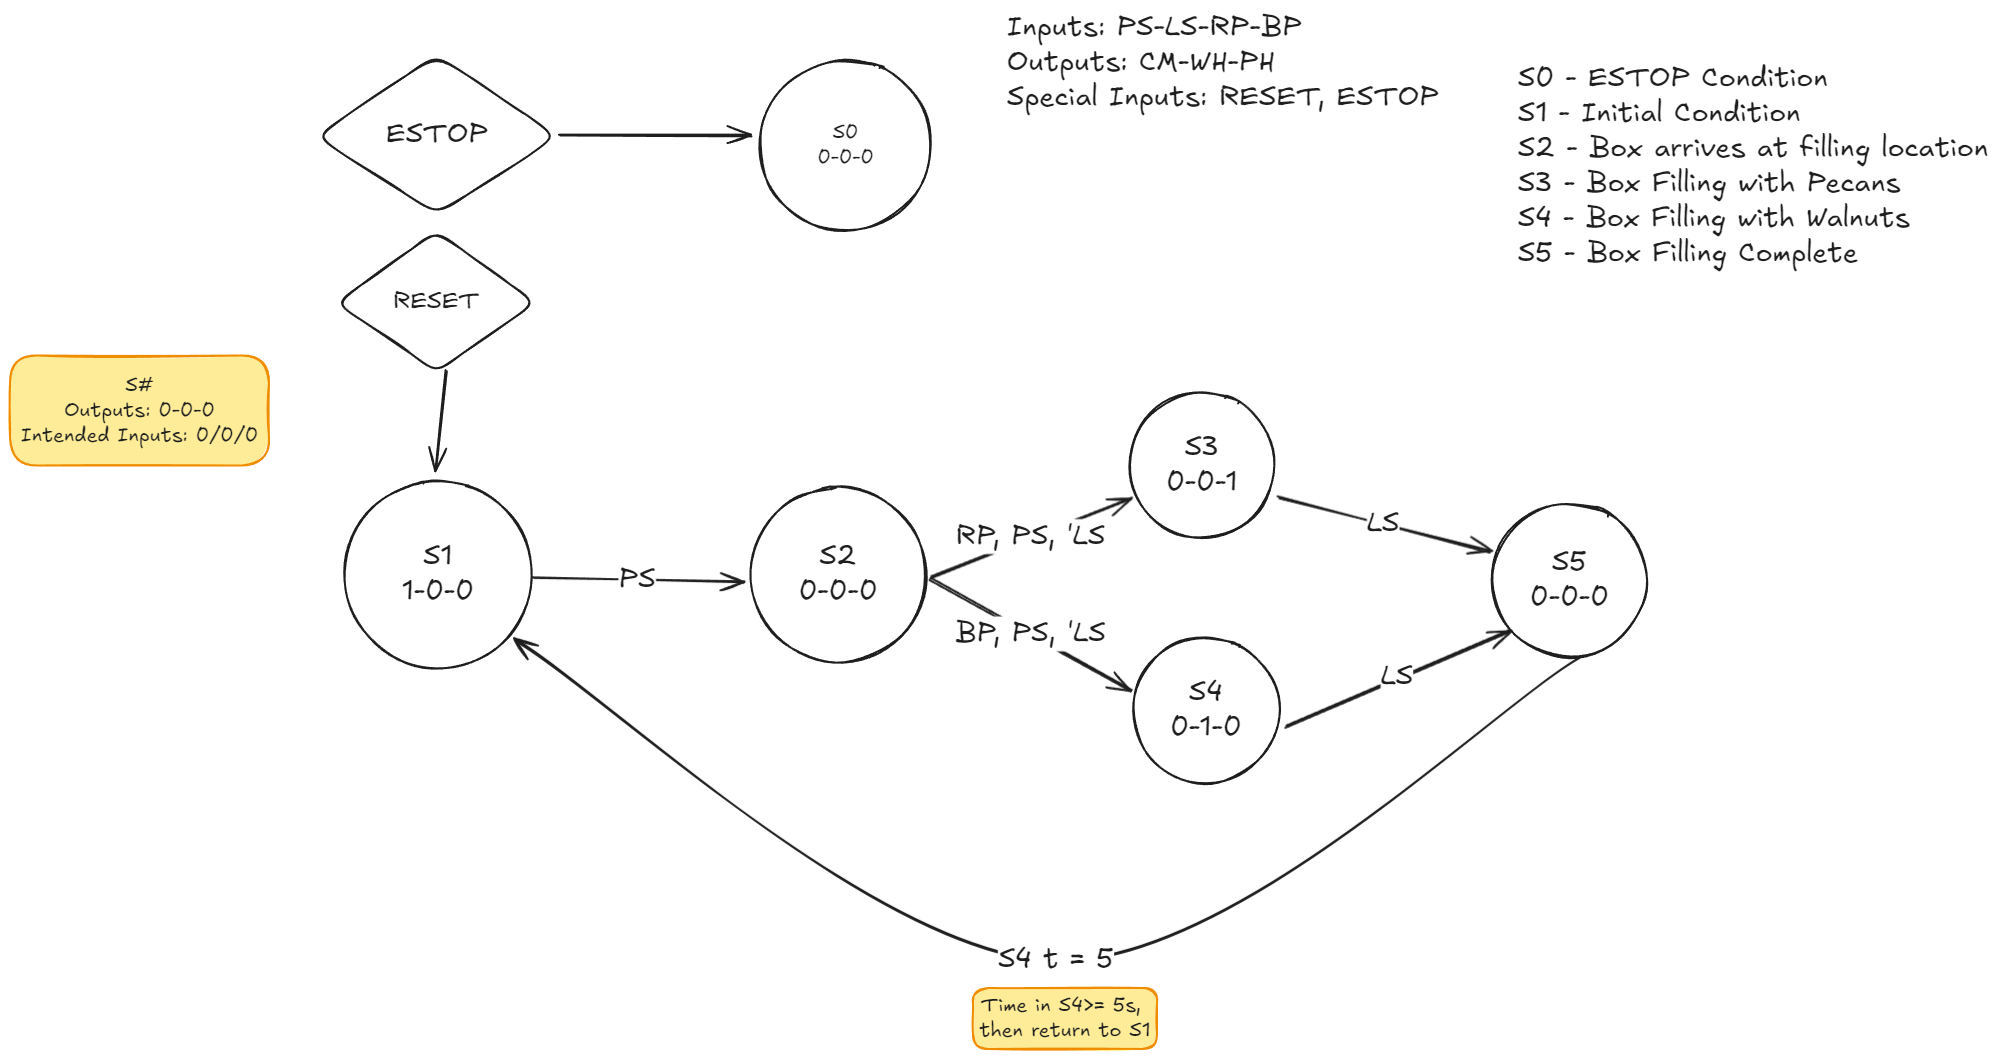 Inputs: PS-LS-RP-BP
Outputs: CM-WH-PH
Special Inputs: RESET, ESTOP
S0 - ESTOP Condition
S1 - Initial Condition
S2 - Box arrives at filling location
S3 - Box Filling with Pecans
S4 - Box Filling with Walnuts
S5 - Box Filling Complete
ESTOP
S0
0-0-0
RESET
S#
Outputs: 0-0-0
Intended Inputs: 0/0/0
S1
1-0-0
PS
S2
0-0-0
RP, PS, 'LS
BP, PS, 'LS
S3
0-0-1
LS
S4
0-1-0
LS
S5
0-0-0
S4 t = 5
Time in S4>= 5s,
then return to S1